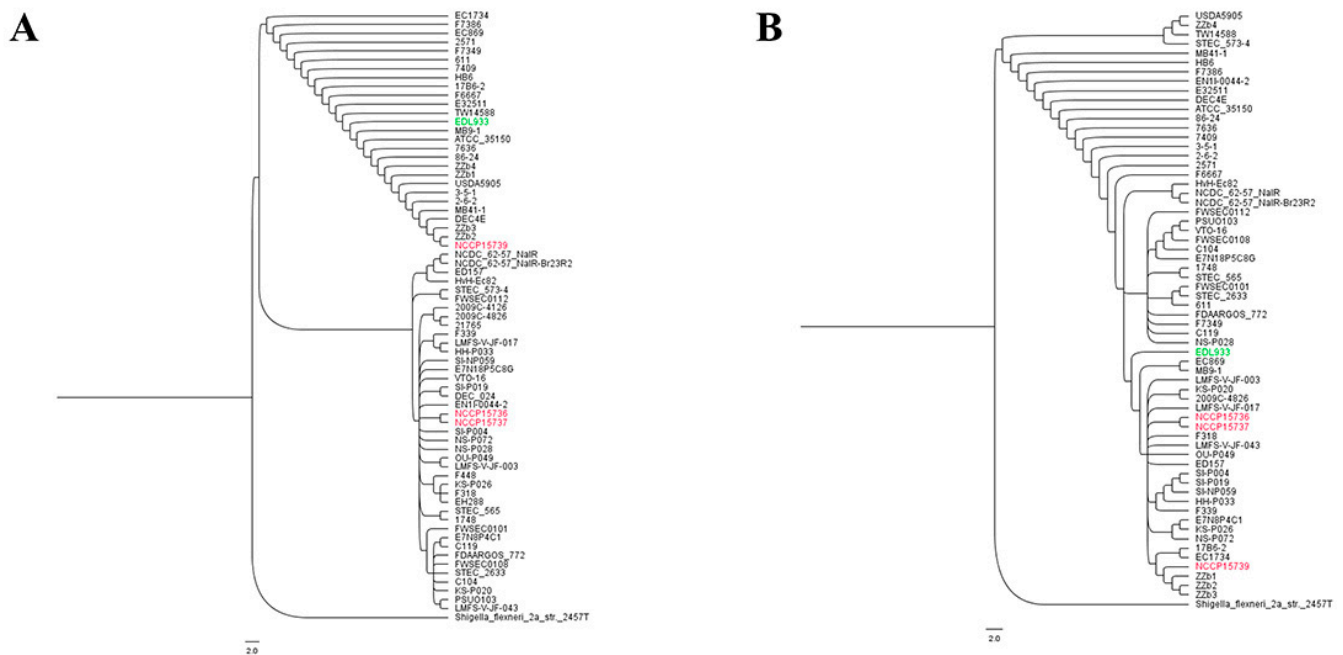 A
EC1734
F7386
EC869
2571
F7349
611
7409
HB6
17B6-2
F6667
E32511
TW14588
EDL933
MB9-1
ATCC_35150
7636
86-24
ZZb4
ZZb1
USDA5905
3-5-1
2-6-2
MB41-1
DEC4E
ZZb3
ZZb2
NCCP15739
NCDC_62-57_NalR
NCDC_62-57_NalR-Br23R2
ED157
HvH-Ec82
STEC_573-4
FWSEC0112
2009C-4126
2009C-4826
21765
F339
LMFS-V-JF-017
HH-P033
SI-NP059
E7N18P5C8G
VTO-16
SI-P019
DEC_024
EN1I-0044-2
NCCP15736
NCCP15737
SI-P004
NS-P072
NS-P028
OU-P049
LMFS-V-JF-003
F448
KS-P026
F318
EH288
STEC_565
1748
FWSEC0101
E7N8P4C1
C119
FDAARGOS_772
FWSEC0108
STEC_2633
C104
KS-P020
PSUO103
LMFS-V-JF-043
Shigella_flexneri_2a_str._2457T
2.0
B
USDA5905
ZZb4
TW14588
STEC_573-4
MB41-1
HB6
F7386
EN1I-0044-2
E32511
DEC4E
ATCC_35150
86-24
7636
7409
3-5-1
2-6-2
2571
F6667
HvH-Ec82
NCDC_62-57_NalR
NCDC_62-57_NalR-Br23R2
FWSEC0112
PSUO103
VTO-16
FWSEC0108
C104
E7N18P5C8G
1748
STEC_565
FWSEC0101
STEC_2633
611
FDAARGOS_772
F7349
C119
NS-P028
EDL933
EC869
MB9-1
LMFS-V-JF-003
KS-P020
2009C-4826
LMFS-V-JF-017
NCCP15736
NCCP15737
F318
LMFS-V-JF-043
OU-P049
ED157
SI-P004
SI-P019
SI-NP059
HH-P033
F339
E7N8P4C1
KS-P026
NS-P072
17B6-2
EC1734
NCCP15739
ZZb1
ZZb2
ZZb3
Shigella_flexneri_2a_str._2457T
2.0